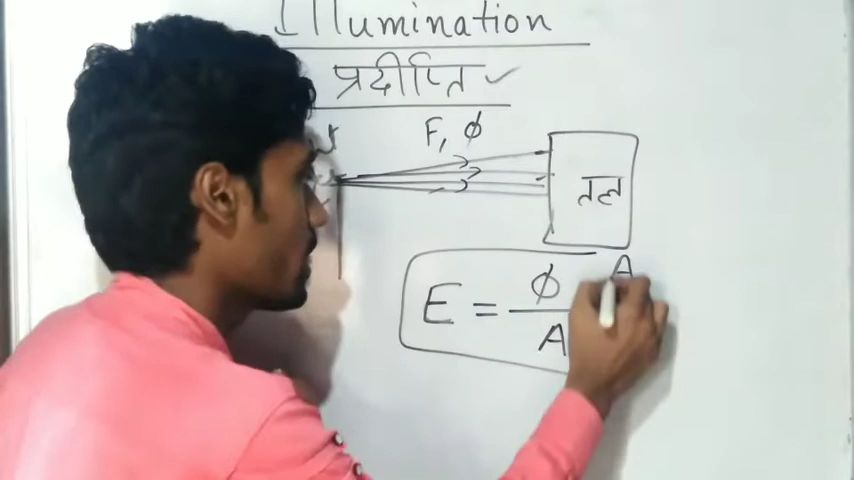 Illumination
प्रदीप्ति ✓
F, ϕ
तल
A
E = ϕ / A